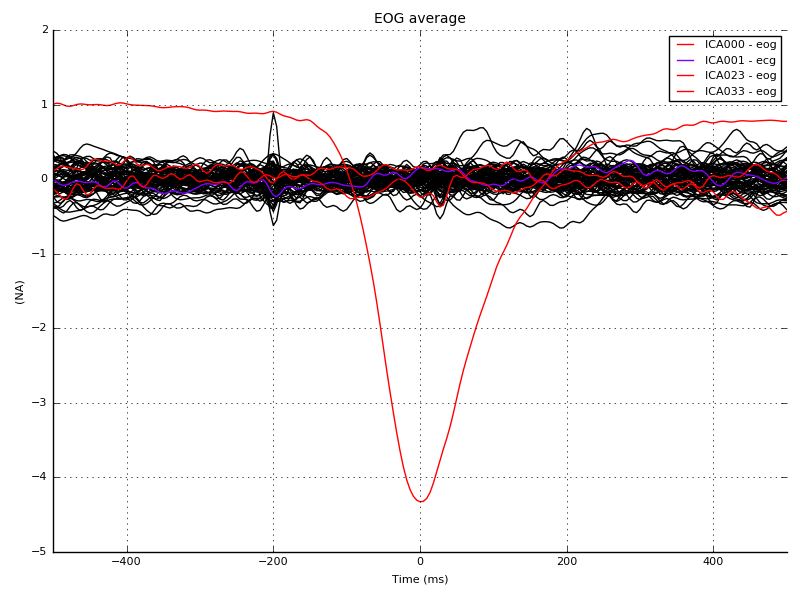 EOG average
ICA000 - eog
ICA001 - ecg
ICA023 - eog
ICA033 - eog
2
1
0
−1
−2
−3
−4
−5
(NA)
−400 −200 0 200 400
Time (ms)